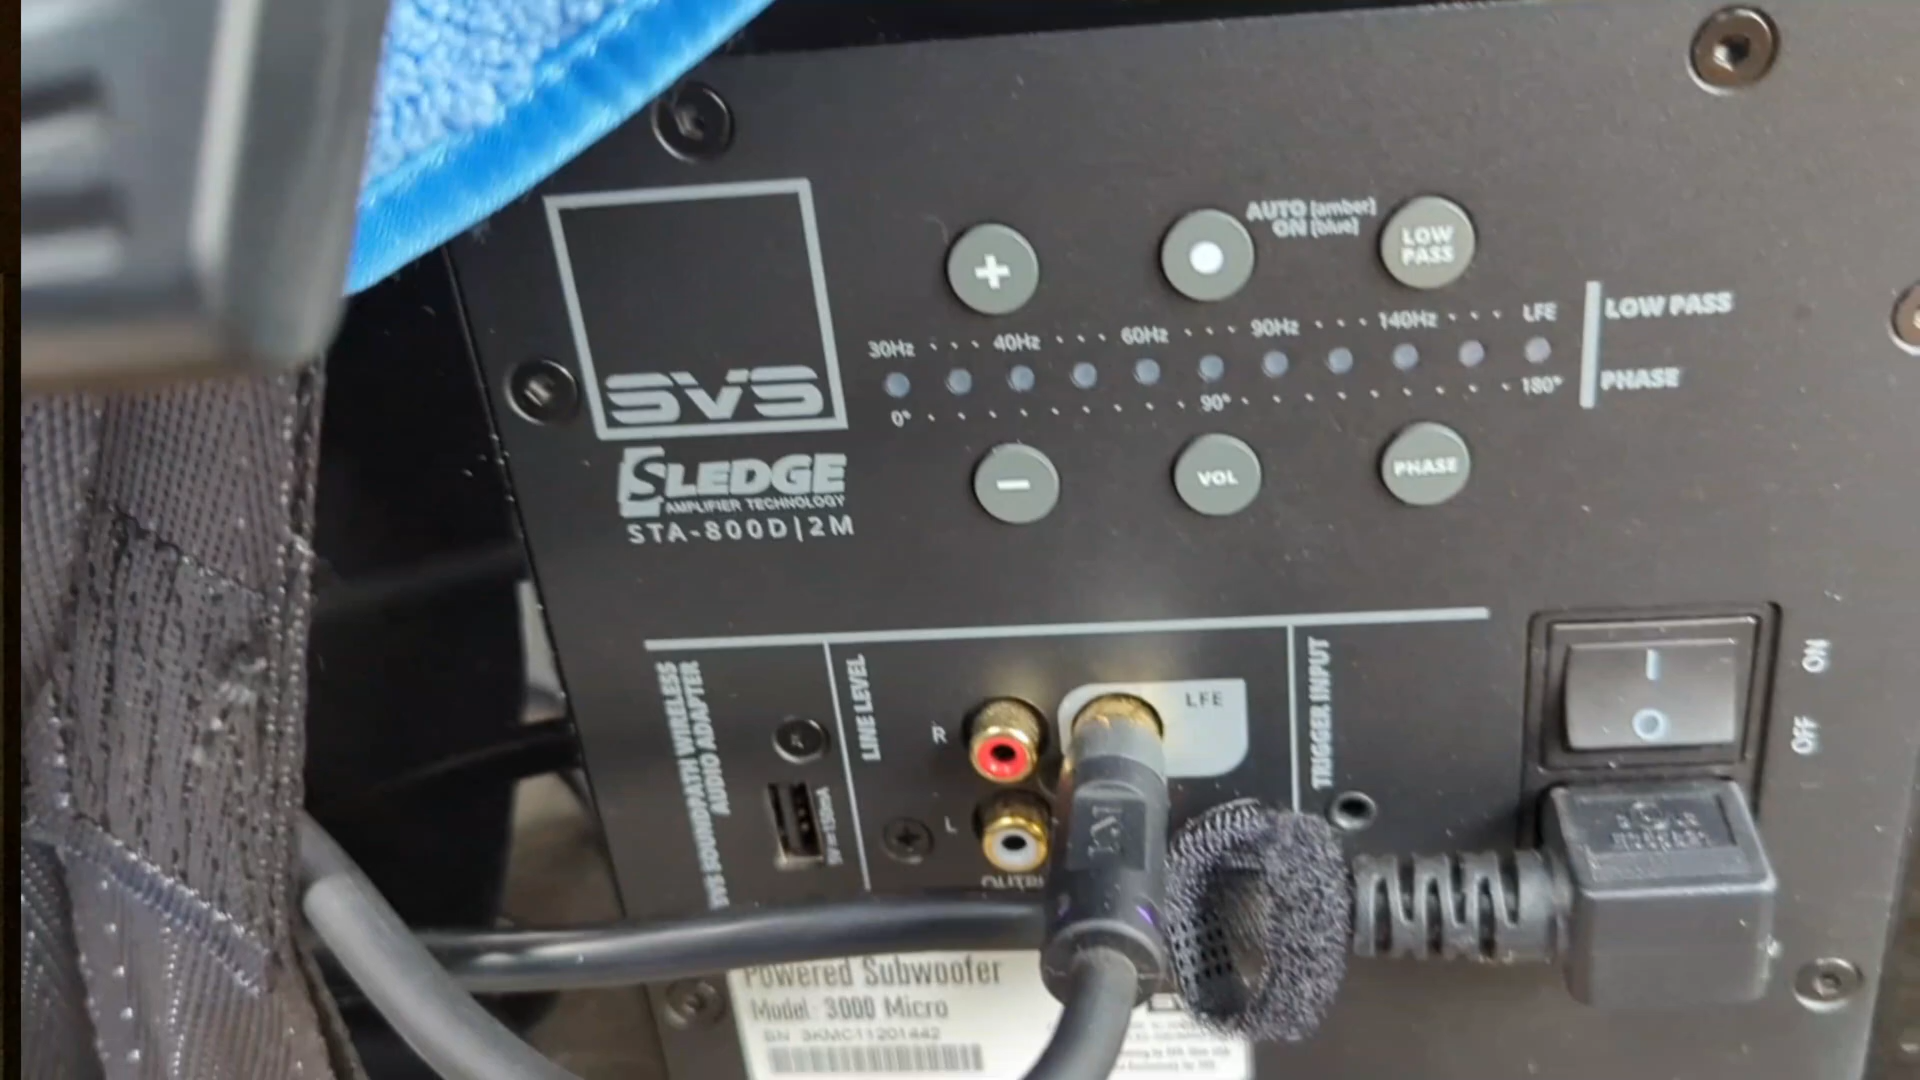 AUTO [amber]
ON [blue]
LOW
PASS
30Hz 40Hz 60Hz 90Hz 140Hz LFE
LOW PASS
0° 90° 180°
PHASE
SVS
SLEDGE
AMPLIFIER TECHNOLOGY
STA-800D|2M
+
-
VOL
PHASE
SVS SOUNDPATH WIRELESS
AUDIO ADAPTER
LINE LEVEL
R
L
LFE
TRIGGER INPUT
ON
OFF
Powered Subwoofer
Model: 3000 Micro
SN 3KMC11201442